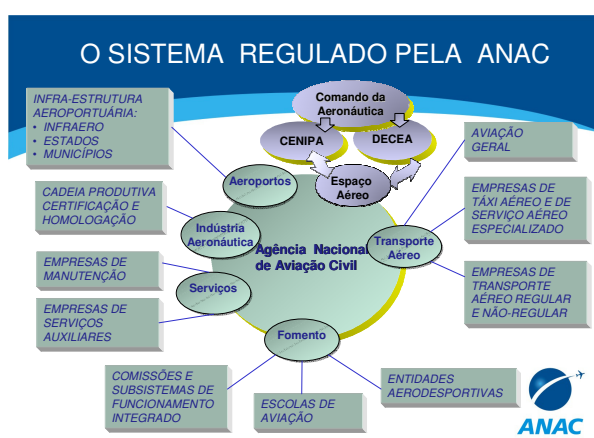 O SISTEMA REGULADO PELA ANAC
INFRA-ESTRUTURA
AEROPORTUÁRIA:
• INFRAERO
• ESTADOS
• MUNICÍPIOS
Comando da
Aeronáutica
CENIPA
DECEA
Espaço
Aéreo
AVIAÇÃO
GERAL
Aeroportos
CADEIA PRODUTIVA
CERTIFICAÇÃO E
HOMOLOGAÇÃO
EMPRESAS DE
TÁXI AÉREO E DE
SERVIÇO AÉREO
ESPECIALIZADO
Indústria
Aeronáutica
Agência Nacional
de Aviação Civil
Transporte
Aéreo
EMPRESAS DE
MANUTENÇÃO
Serviços
EMPRESAS DE
TRANSPORTE
AÉREO REGULAR
E NÃO-REGULAR
EMPRESAS DE
SERVIÇOS
AUXILIARES
Fomento
COMISSÕES E
SUBSISTEMAS DE
FUNCIONAMENTO
INTEGRADO
ESCOLAS DE
AVIAÇÃO
ENTIDADES
AERODESPORTIVAS
ANAC